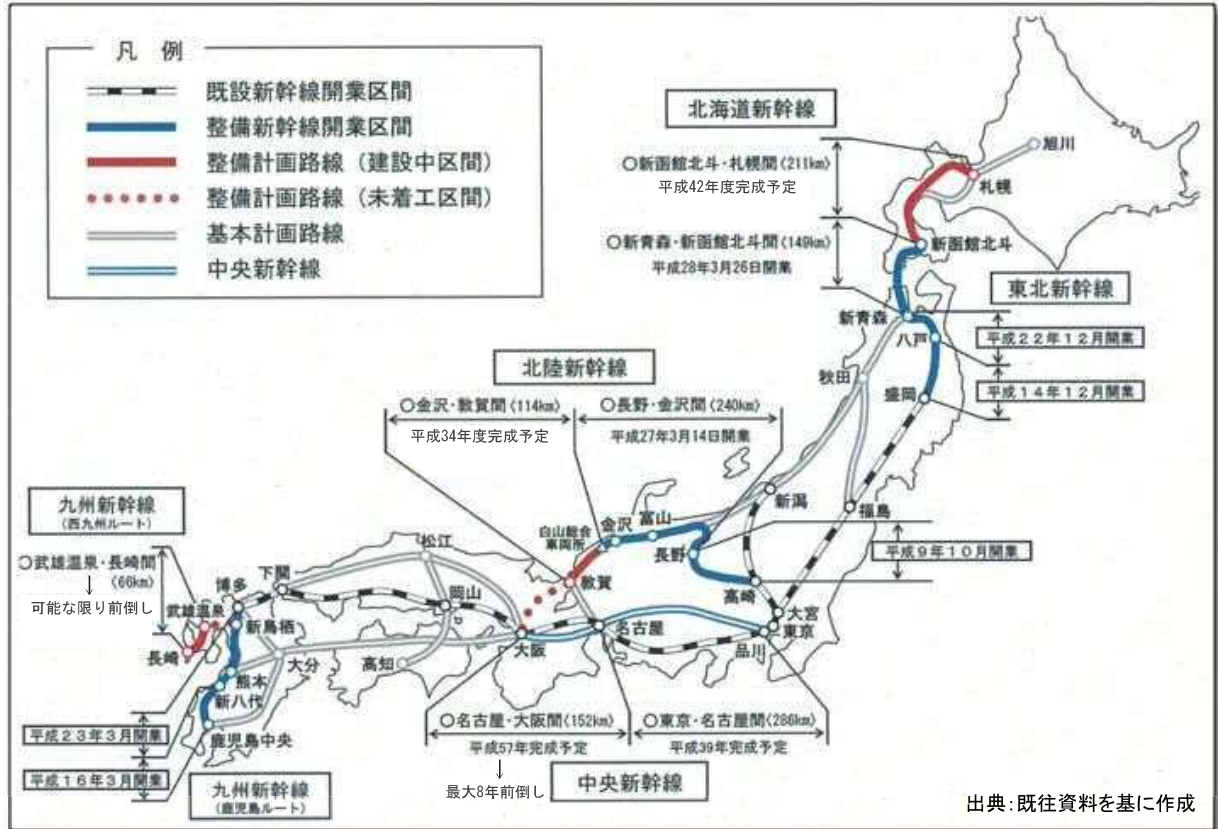 凡 例
既設新幹線開業区間
整備新幹線開業区間
整備計画路線（建設中区間）
整備計画路線（未着工区間）
基本計画路線
中央新幹線
北海道新幹線
○新函館北斗・札幌間(211km)
平成42年度完成予定
○新青森・新函館北斗間(149km)
平成28年3月26日開業
旭川
札幌
新函館北斗
東北新幹線
新青森
八戸
平成22年12月開業
秋田
盛岡
平成14年12月開業
北陸新幹線
○金沢・敦賀間(114km)
平成34年度完成予定
○長野・金沢間(240km)
平成27年3月14日開業
新潟
福島
白山総合
車両所
金沢
富山
長野
平成9年10月開業
高崎
敦賀
大宮
東京
品川
名古屋
九州新幹線
(西九州ルート)
○武雄温泉・長崎間
(66km)
可能な限り前倒し
松江
下関
博多
岡山
武雄温泉
新鳥栖
長崎
大阪
大分
高知
熊本
新八代
鹿児島中央
平成23年3月開業
平成16年3月開業
九州新幹線
(鹿児島ルート)
○名古屋・大阪間(152km)
平成57年完成予定
最大8年前倒し
○東京・名古屋間(286km)
平成39年完成予定
中央新幹線
出典：既往資料を基に作成